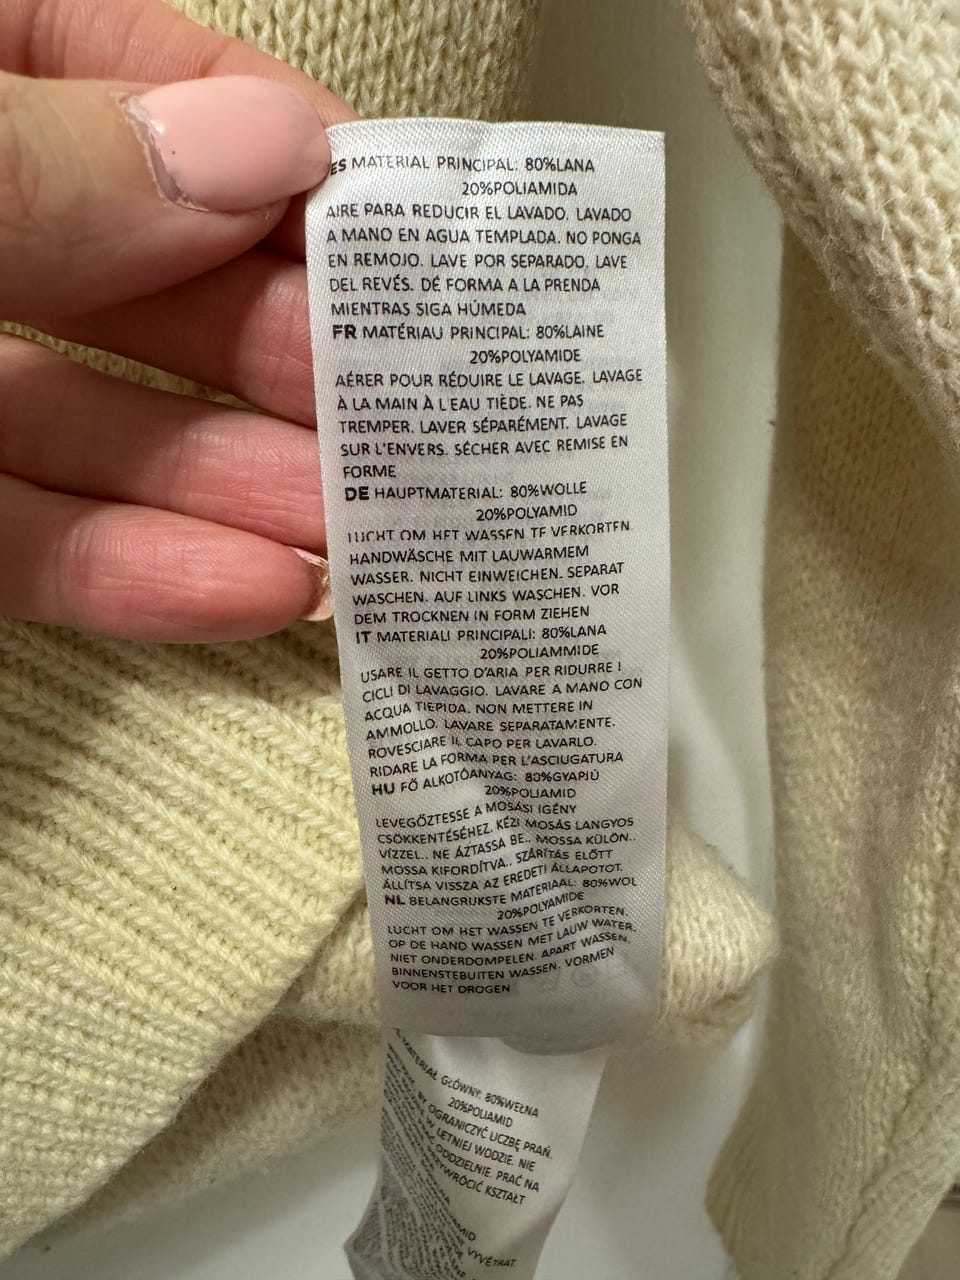 ES MATERIAL PRINCIPAL: 80%LANA
20%POLIAMIDA
AIRE PARA REDUCIR EL LAVADO. LAVADO
A MANO EN AGUA TEMPLADA. NO PONGA
EN REMOJO. LAVE POR SEPARADO. LAVE
DEL REVÉS. DÉ FORMA A LA PRENDA
MIENTRAS SIGA HÚMEDA
FR MATÉRIAU PRINCIPAL: 80%LAINE
20%POLYAMIDE
AÉRER POUR RÉDUIRE LE LAVAGE. LAVAGE
À LA MAIN À L'EAU TIÈDE. NE PAS
TREMPER. LAVER SÉPARÉMENT. LAVAGE
SUR L'ENVERS. SÉCHER AVEC REMISE EN
FORME
DE HAUPTMATERIAL: 80%WOLLE
20%POLYAMID
LUCHT OM HET WASSEN TE VERKORTEN.
HANDWÄSCHE MIT LAUWARMEM
WASSER. NICHT EINWEICHEN. SEPARAT
WASCHEN. AUF LINKS WASCHEN. VOR
DEM TROCKNEN IN FORM ZIEHEN
IT MATERIALI PRINCIPALI: 80%LANA
20%POLIAMMIDE
USARE IL GETTO D'ARIA PER RIDURRE I
CICLI DI LAVAGGIO. LAVARE A MANO CON
ACQUA TIEPIDA. NON METTERE IN
AMMOLLO. LAVARE SEPARATAMENTE.
ROVESCIARE IL CAPO PER LAVARLO.
RIDARE LA FORMA PER L'ASCIUGATURA
HU FŐ ALKOTÓANYAG: 80%GYAPJÚ
20%POLIAMID
LEVEGŐZTESSE A MOSÁSI IGÉNY
CSÖKKENTÉSÉHEZ. KÉZI MOSÁS LANGYOS
VÍZZEL.. NE ÁZTASSA BE.. MOSSA KÜLÖN..
MOSSA KIFORDÍTVA.. SZÁRÍTÁS ELŐTT
ÁLLÍTSA VISSZA AZ EREDETI ÁLLAPOTOT.
NL BELANGRIJKSTE MATERIAAL: 80%WOL
20%POLYAMIDE
LUCHT OM HET WASSEN TE VERKORTEN.
OP DE HAND WASSEN MET LAUW WATER.
NIET ONDERDOMPELEN. APART WASSEN.
BINNENSTEBUITEN WASSEN. VORMEN
VOOR HET DROGEN
MATERIAŁ GŁÓWNY: 80%WEŁNA
20%POLIAMID
BY OGRANICZYĆ LICZBĘ PRAŃ.
W LETNIEJ WODZIE. NIE
ODDZIELNIE. PRAĆ NA
PRZYWRÓCIĆ KSZTAŁT
VYVĚTRAT.